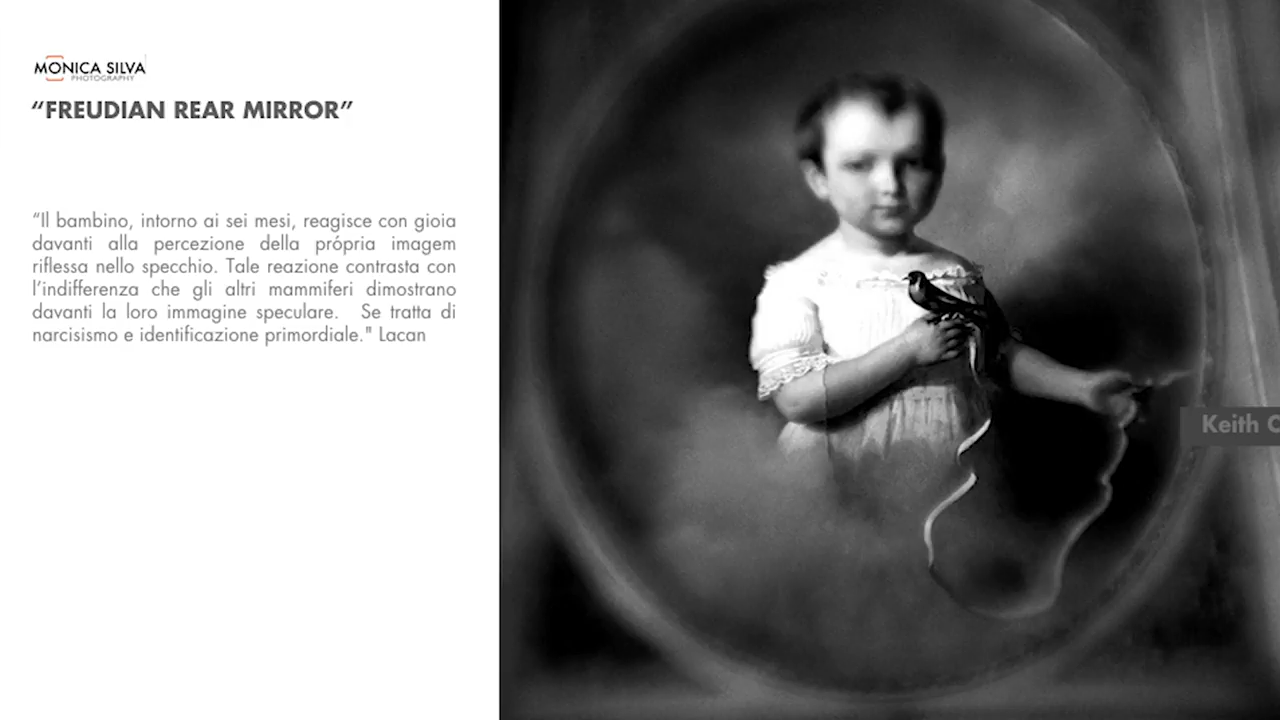 MONICA SILVA
PHOTOGRAPHY
“FREUDIAN REAR MIRROR”
“Il bambino, intorno ai sei mesi, reagisce con gioia
davanti alla percezione della própria imagem
riflessa nello specchio. Tale reazione contrasta con
l’indifferenza che gli altri mammiferi dimostrano
davanti la loro immagine speculare. Se tratta di
narcisismo e identificazione primordiale." Lacan
Keith